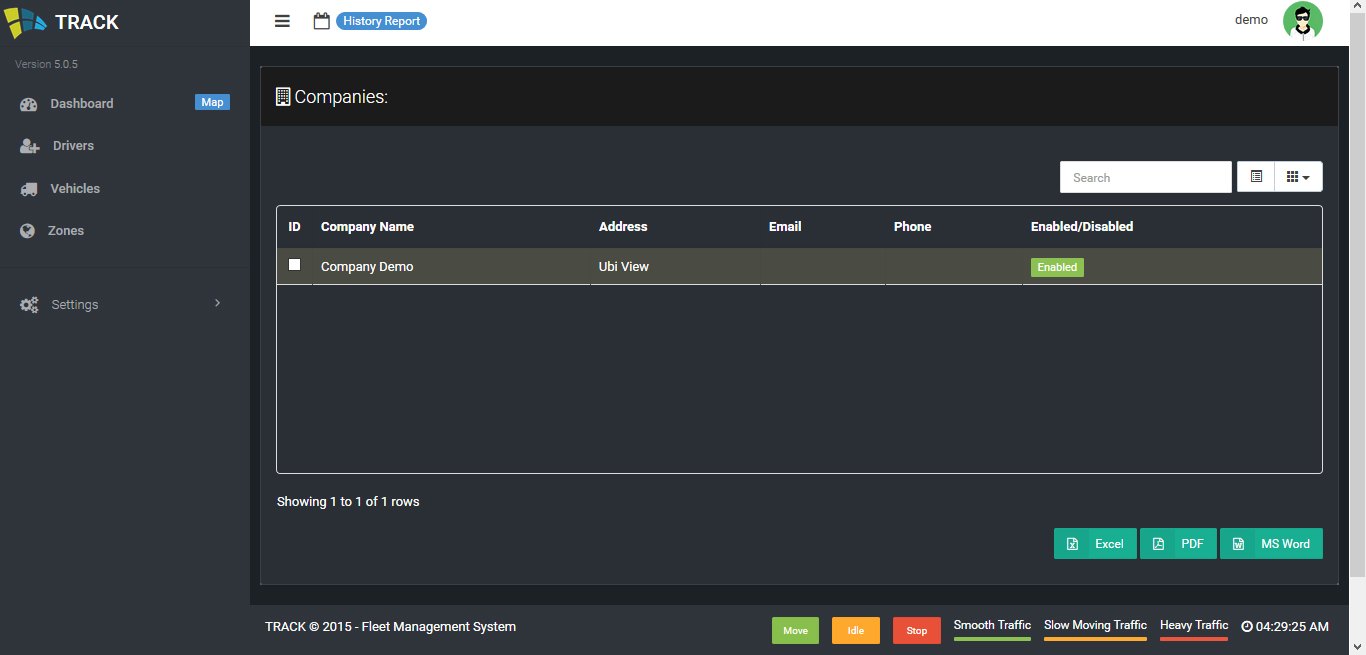 TRACK
Version 5.0.5
Dashboard Map
Drivers
Vehicles
Zones
Settings
History Report
demo
Companies:
Search
ID Company Name Address Email Phone Enabled/Disabled
Company Demo Ubi View Enabled
Showing 1 to 1 of 1 rows
Excel PDF MS Word
TRACK © 2015 - Fleet Management System
Move Idle Stop Smooth Traffic Slow Moving Traffic Heavy Traffic 04:29:25 AM